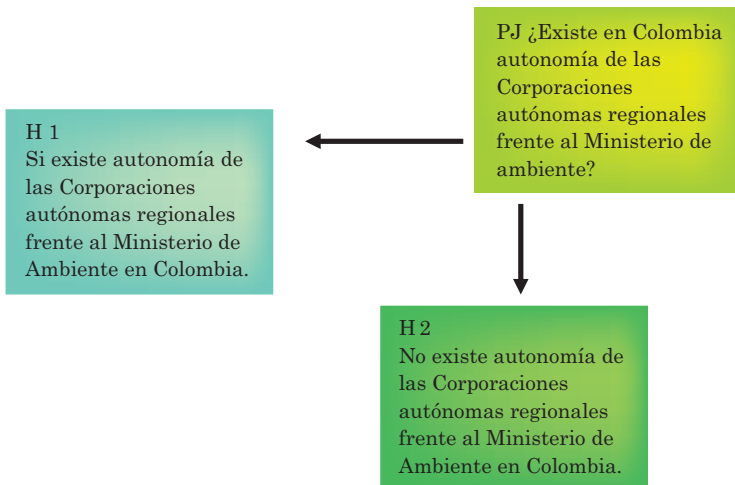 PJ ¿Existe en Colombia
autonomía de las
Corporaciones
autónomas regionales
frente al Ministerio de
ambiente?
H 1
Si existe autonomía de
las Corporaciones
autónomas regionales
frente al Ministerio de
Ambiente en Colombia.
H 2
No existe autonomía de
las Corporaciones
autónomas regionales
frente al Ministerio de
Ambiente en Colombia.